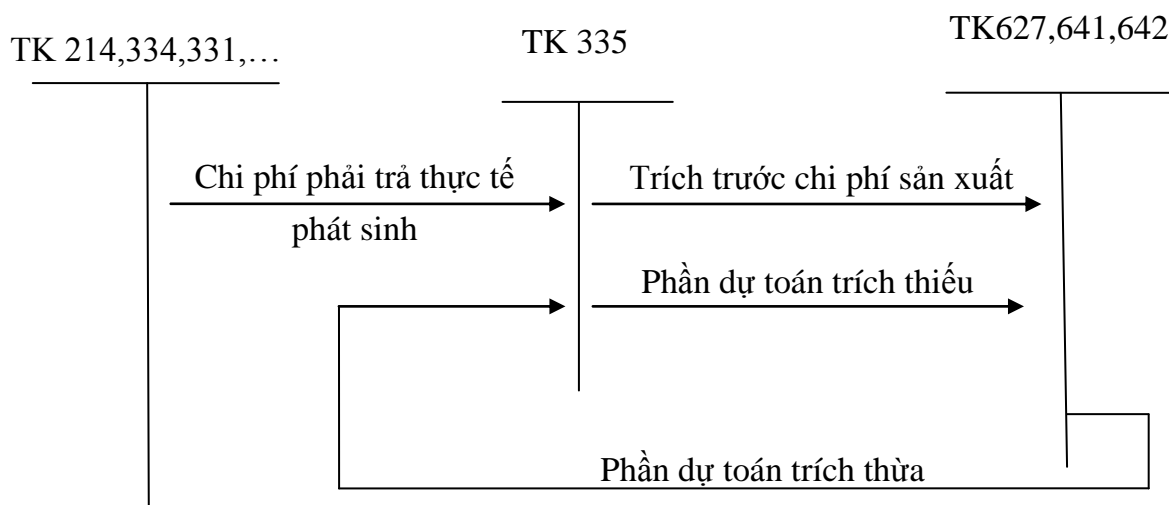 TK 214,334,331,…
TK 335
TK627,641,642
Chi phí phải trả thực tế
phát sinh
Trích trước chi phí sản xuất
Phần dự toán trích thiếu
Phần dự toán trích thừa